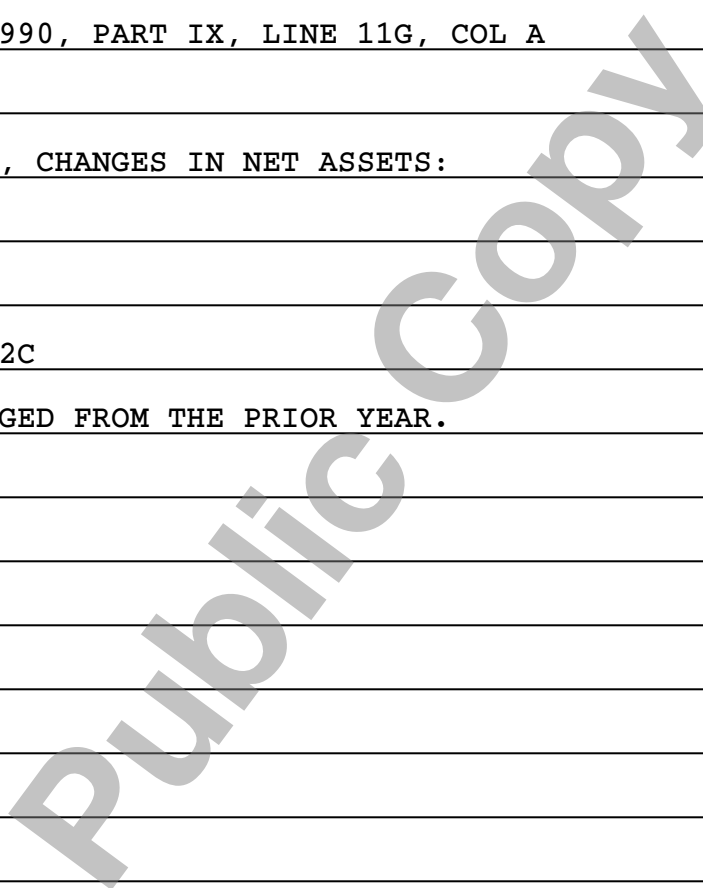 990, PART IX, LINE 11G, COL A
, CHANGES IN NET ASSETS:
2C
GED FROM THE PRIOR YEAR.
Public Copy